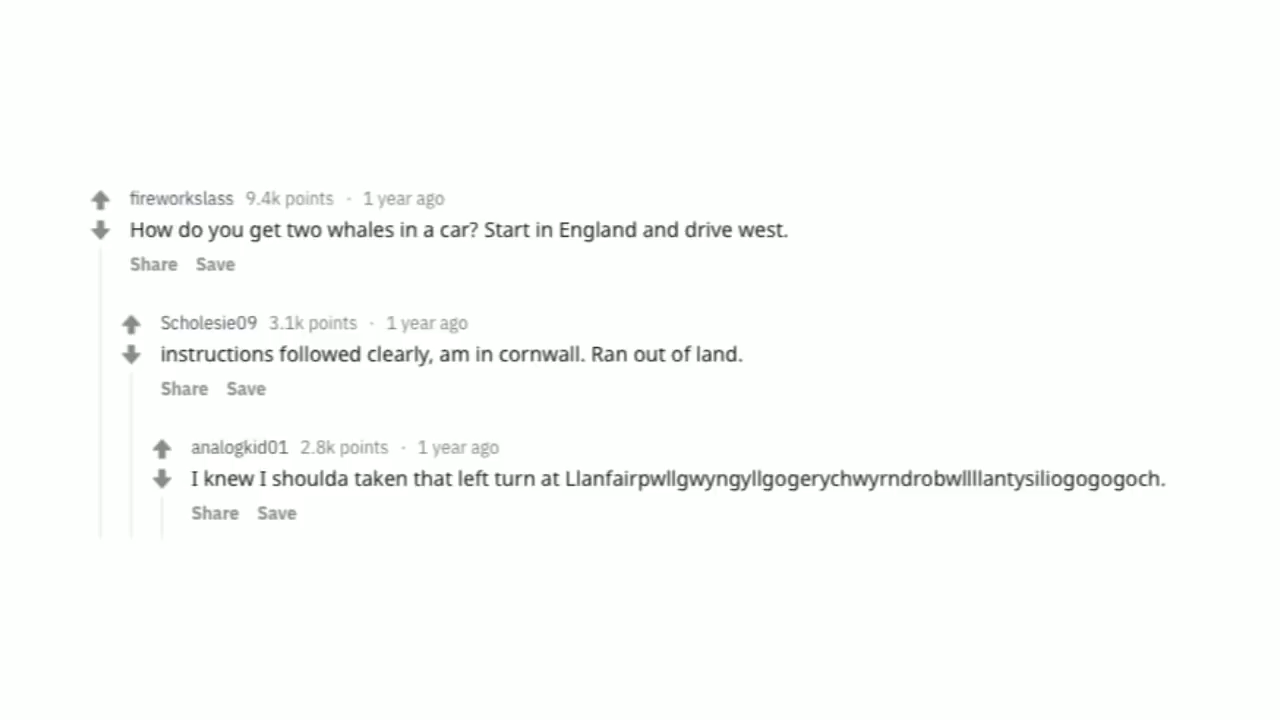 fireworkslass 9.4k points · 1 year ago
How do you get two whales in a car? Start in England and drive west.
Share Save
Scholesie09 3.1k points · 1 year ago
instructions followed clearly, am in cornwall. Ran out of land.
Share Save
analogkid01 2.8k points · 1 year ago
I knew I shoulda taken that left turn at Llanfairpwllgwyngyllgogerychwyrndrobwllllantysiliogogogoch.
Share Save